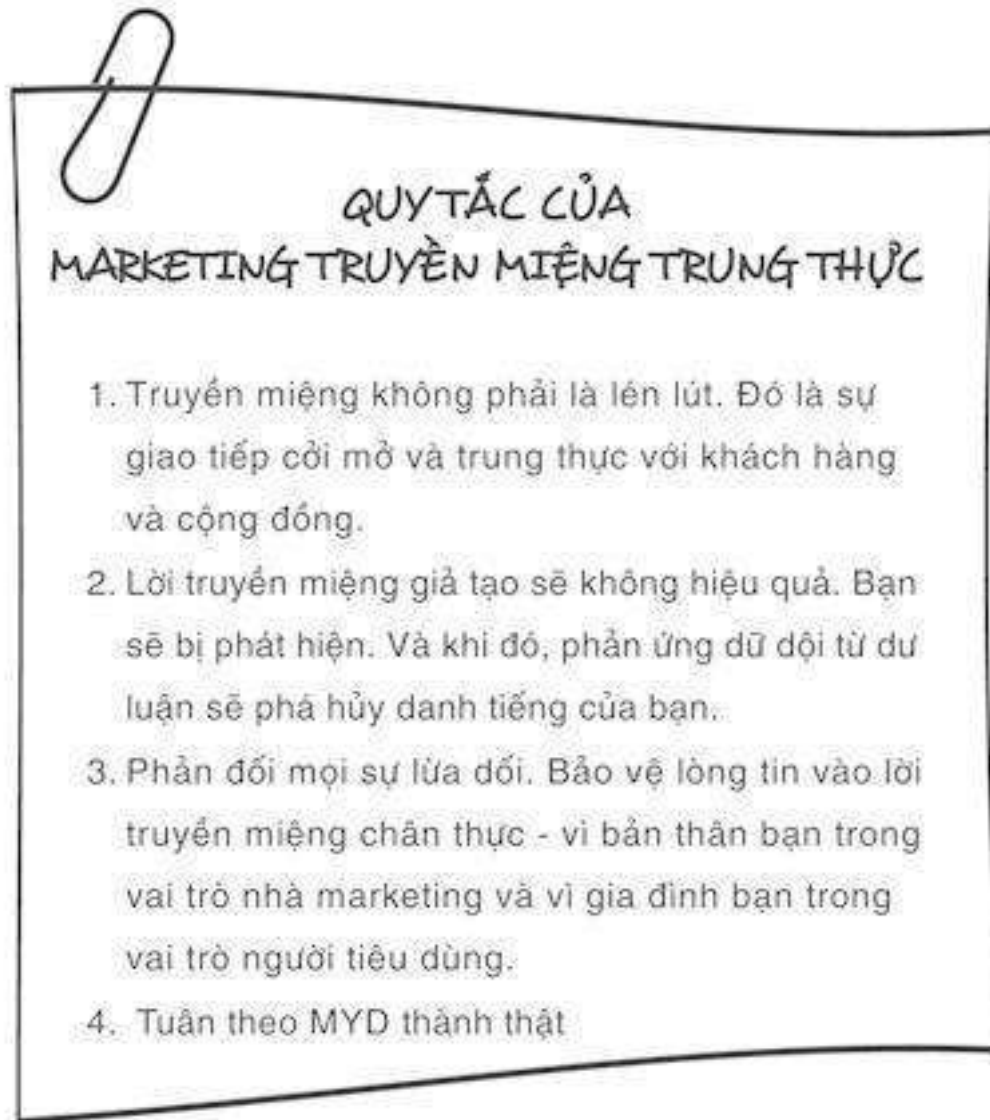 QUY TẮC CỦA
MARKETING TRUYỀN MIỆNG TRUNG THỰC
1. Truyền miệng không phải là lén lút. Đó là sự
giao tiếp cởi mở và trung thực với khách hàng
và cộng đồng.
2. Lời truyền miệng giả tạo sẽ không hiệu quả. Bạn
sẽ bị phát hiện. Và khi đó, phản ứng dữ dội từ dư
luận sẽ phá hủy danh tiếng của bạn.
3. Phản đối mọi sự lừa dối. Bảo vệ lòng tin vào lời
truyền miệng chân thực - vì bản thân bạn trong
vai trò nhà marketing và vì gia đình bạn trong
vai trò người tiêu dùng.
4. Tuân theo MYD thành thật